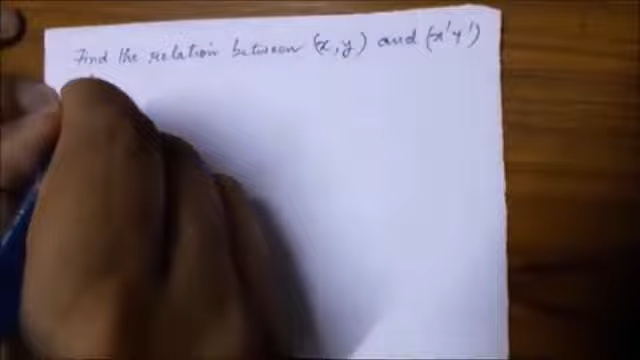 Find the relation between (x, y) and (x'y')